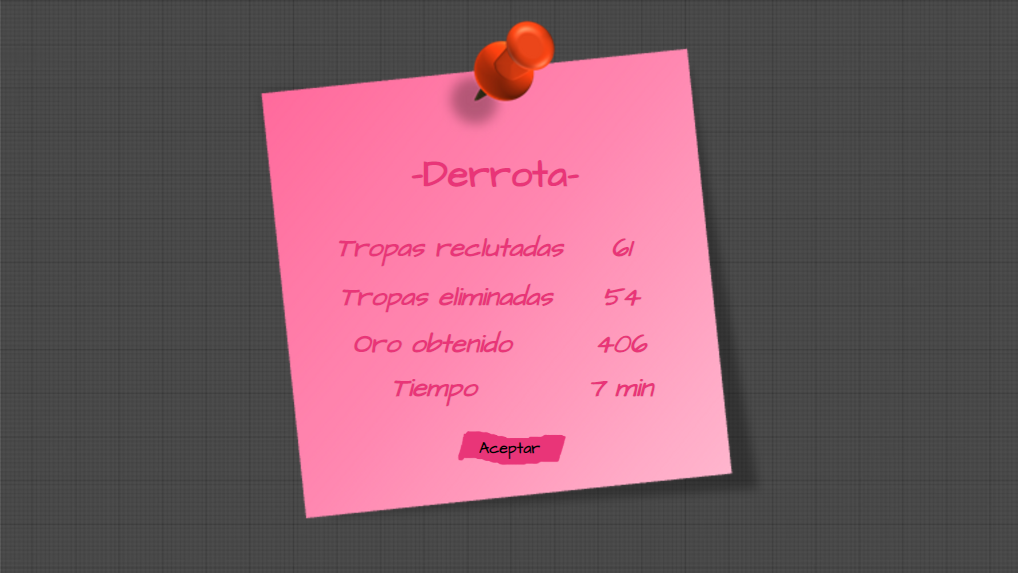 -Derrota-
Tropas reclutadas 61
Tropas eliminadas 54
Oro obtenido 406
Tiempo 7 min
Aceptar